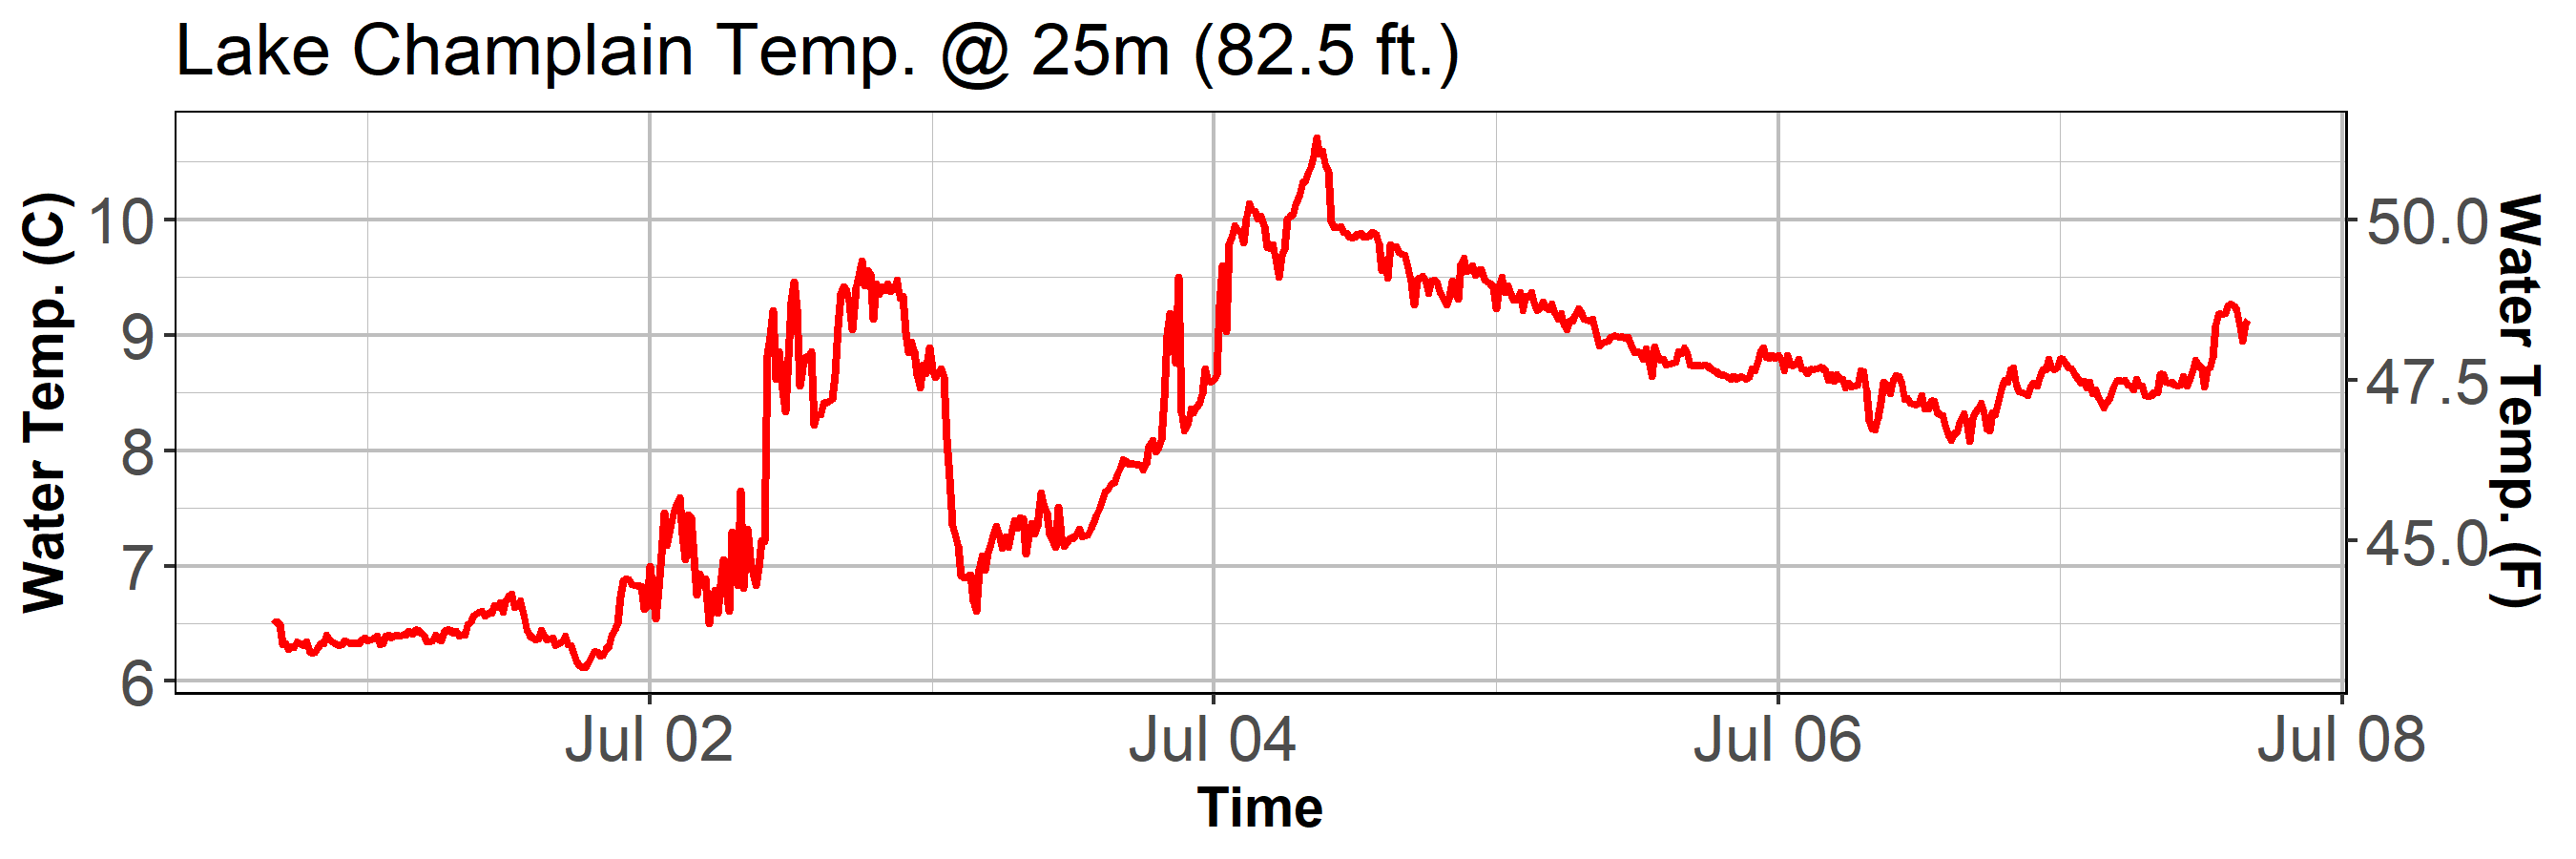 Lake Champlain Temp. @ 25m (82.5 ft.)
Water Temp. (C)
10
9
8
7
6
50.0
47.5
45.0
Water Temp. (F)
Jul 02
Jul 04
Jul 06
Jul 08
Time